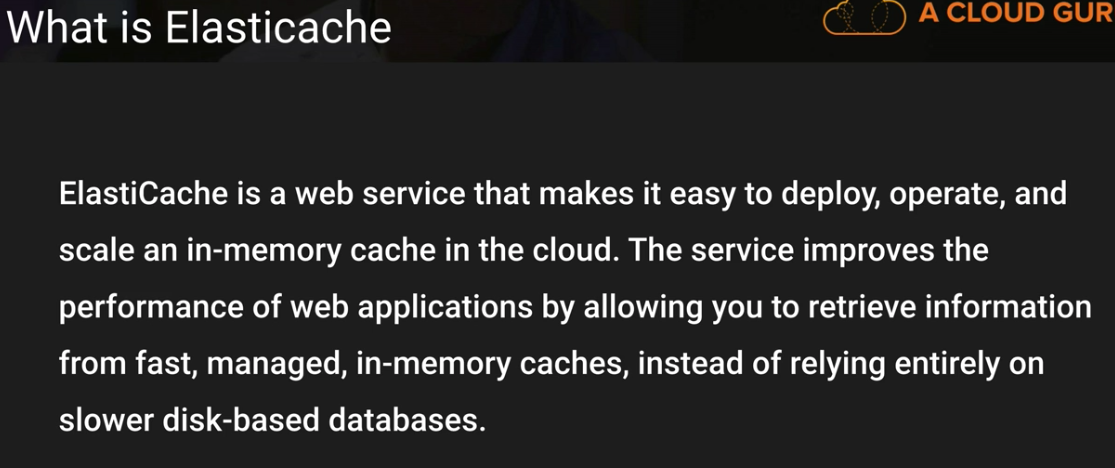 What is Elasticache
A CLOUD GUR
ElastiCache is a web service that makes it easy to deploy, operate, and
scale an in-memory cache in the cloud. The service improves the
performance of web applications by allowing you to retrieve information
from fast, managed, in-memory caches, instead of relying entirely on
slower disk-based databases.